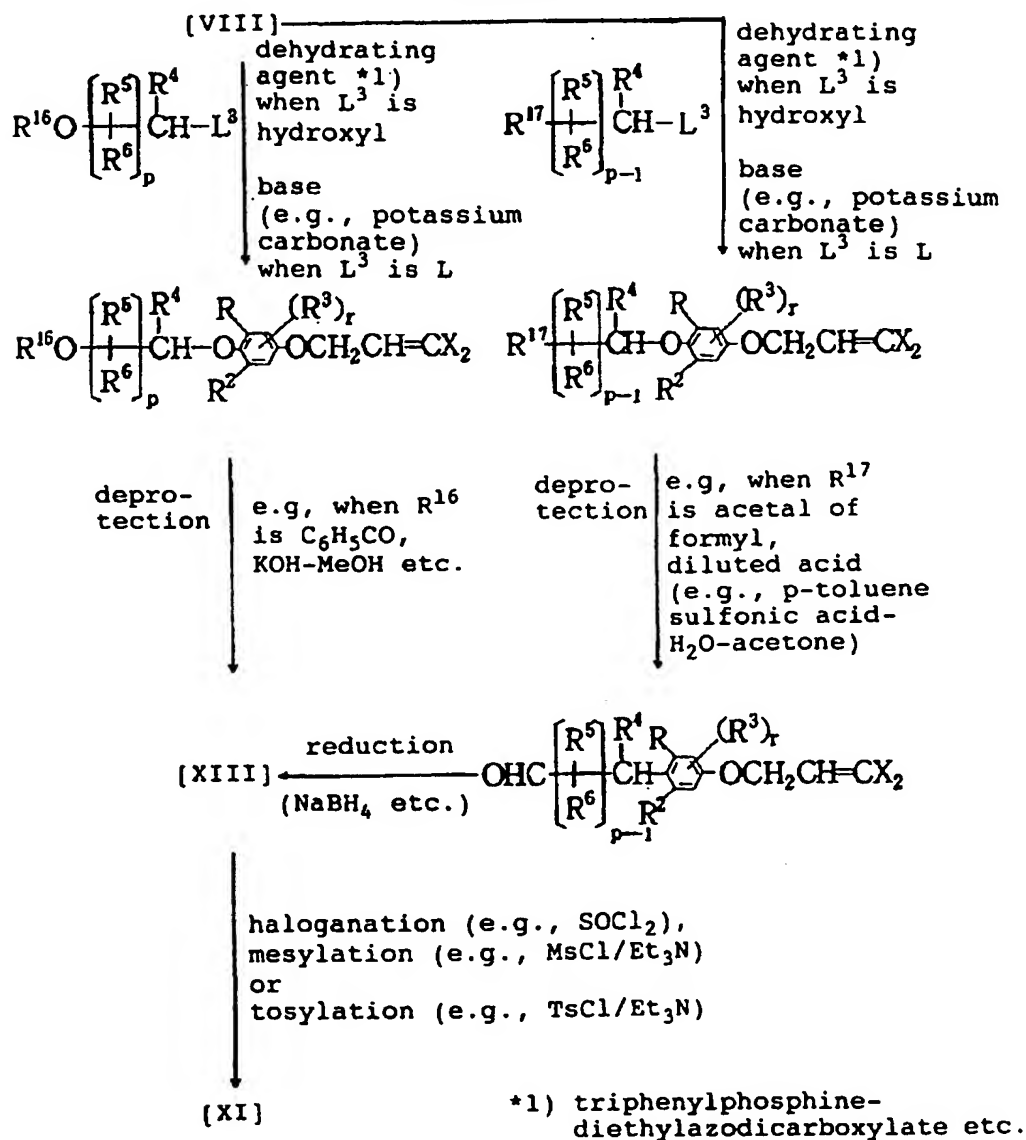 [VIII]
dehydrating
agent *1)
when L³ is
hydroxyl
R¹⁶O [R⁵ R⁶]p R⁴ CH-L³
base
(e.g., potassium
carbonate)
when L³ is L
dehydrating
agent *1)
when L³ is
hydroxyl
R¹⁷ [R⁵ R⁶]p-1 R⁴ CH-L³
base
(e.g., potassium
carbonate)
when L³ is L
R¹⁶O [R⁵ R⁶]p R⁴ CH-O R (R³)r R² OCH₂CH=CX₂
R¹⁷ [R⁵ R⁶]p-1 R⁴ CH-O R (R³)r R² OCH₂CH=CX₂
depro-
tection
e.g, when R¹⁶
is C₆H₅CO,
KOH-MeOH etc.
depro-
tection
e.g, when R¹⁷
is acetal of
formyl,
diluted acid
(e.g., p-toluene
sulfonic acid-
H₂O-acetone)
[XIII]
reduction
(NaBH₄ etc.)
OHC [R⁵ R⁶]p-1 R⁴ CH R (R³)r R² OCH₂CH=CX₂
haloganation (e.g., SOCl₂),
mesylation (e.g., MsCl/Et₃N)
or
tosylation (e.g., TsCl/Et₃N)
[XI]
*1) triphenylphosphine-
diethylazodicarboxylate etc.